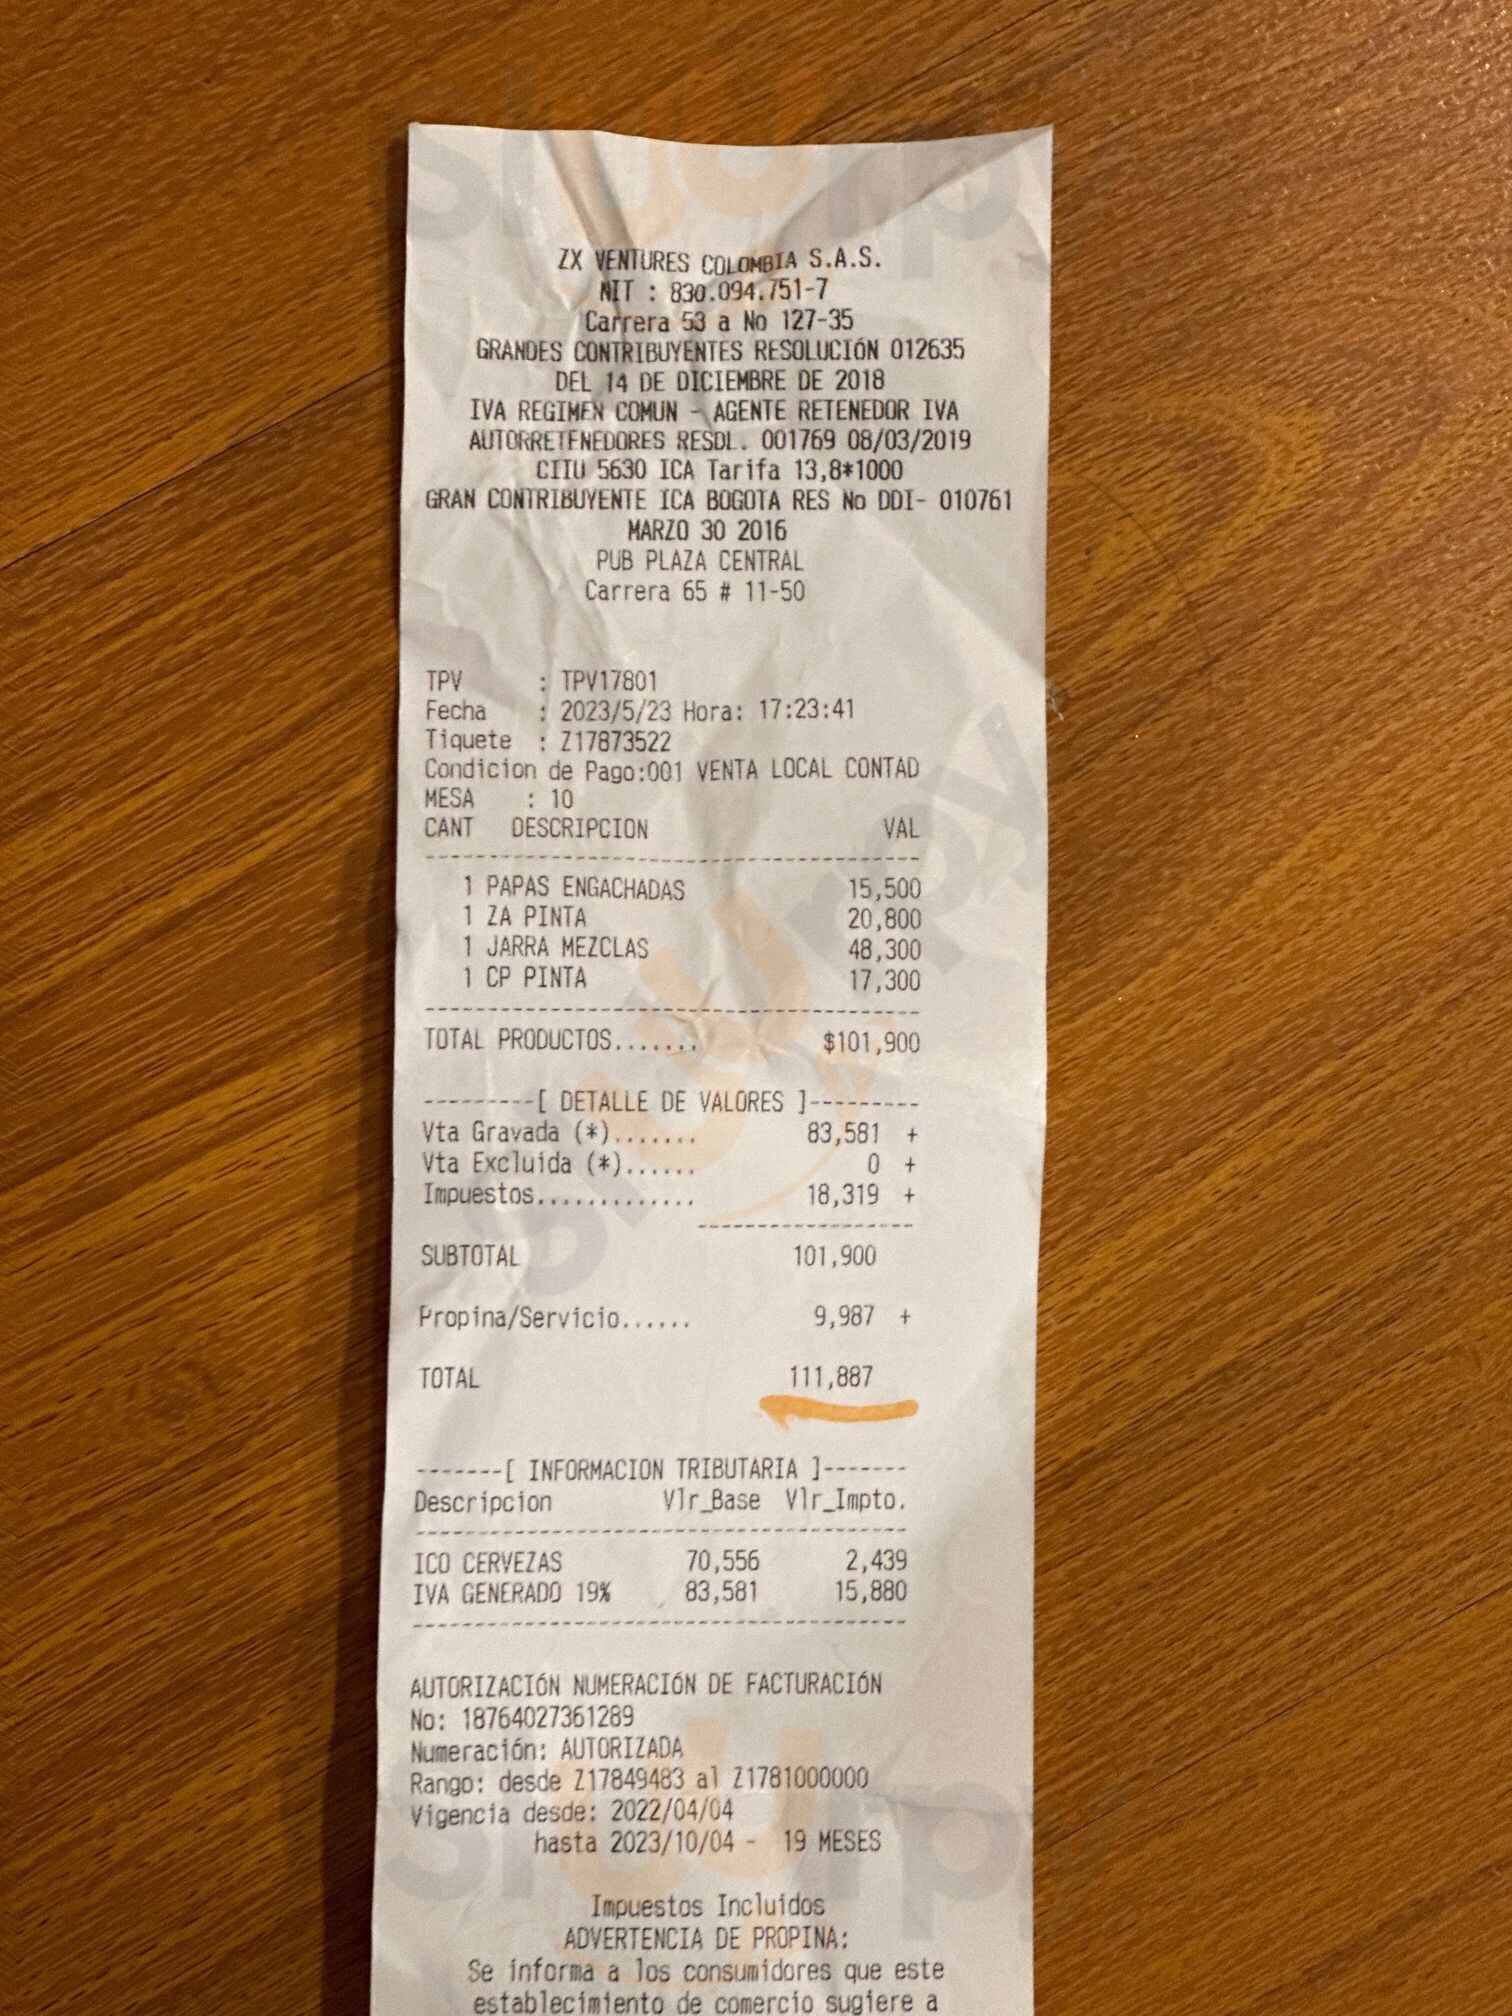 ZX VENTURES COLOMBIA S.A.S.
NIT : 830.094.751-7
Carrera 53 a No 127-35
GRANDES CONTRIBUYENTES RESOLUCIÓN 012635
DEL 14 DE DICIEMBRE DE 2018
IVA REGIMEN COMUN - AGENTE RETENEDOR IVA
AUTORRETENEDORES RESOL. 001769 08/03/2019
CIIU 5630 ICA Tarifa 13,8*1000
GRAN CONTRIBUYENTE ICA BOGOTA RES No DDI- 010761
MARZO 30 2016
PUB PLAZA CENTRAL
Carrera 65 # 11-50
TPV : TPV17801
Fecha : 2023/5/23 Hora: 17:23:41
Tiquete : Z17873522
Condicion de Pago:001 VENTA LOCAL CONTAD
MESA : 10
CANT DESCRIPCION VAL
----------------------------------------
1 PAPAS ENGACHADAS 15,500
1 ZA PINTA 20,800
1 JARRA MEZCLAS 48,300
1 CP PINTA 17,300
----------------------------------------
TOTAL PRODUCTOS....... $101,900
---------[ DETALLE DE VALORES ]---------
Vta Gravada (*)....... 83,581 +
Vta Excluida (*)...... 0 +
Impuestos............. 18,319 +
------------------
SUBTOTAL 101,900
Propina/Servicio...... 9,987 +
TOTAL 111,887
-------[ INFORMACION TRIBUTARIA ]-------
Descripcion Vlr_Base Vlr_Impto.
----------------------------------------
ICO CERVEZAS 70,556 2,439
IVA GENERADO 19% 83,581 15,880
----------------------------------------
AUTORIZACIÓN NUMERACIÓN DE FACTURACIÓN
No: 18764027361289
Numeración: AUTORIZADA
Rango: desde Z17849483 al Z1781000000
Vigencia desde: 2022/04/04
hasta 2023/10/04 - 19 MESES
Impuestos Incluidos
ADVERTENCIA DE PROPINA:
Se informa a los consumidores que este
establecimiento de comercio sugiere a